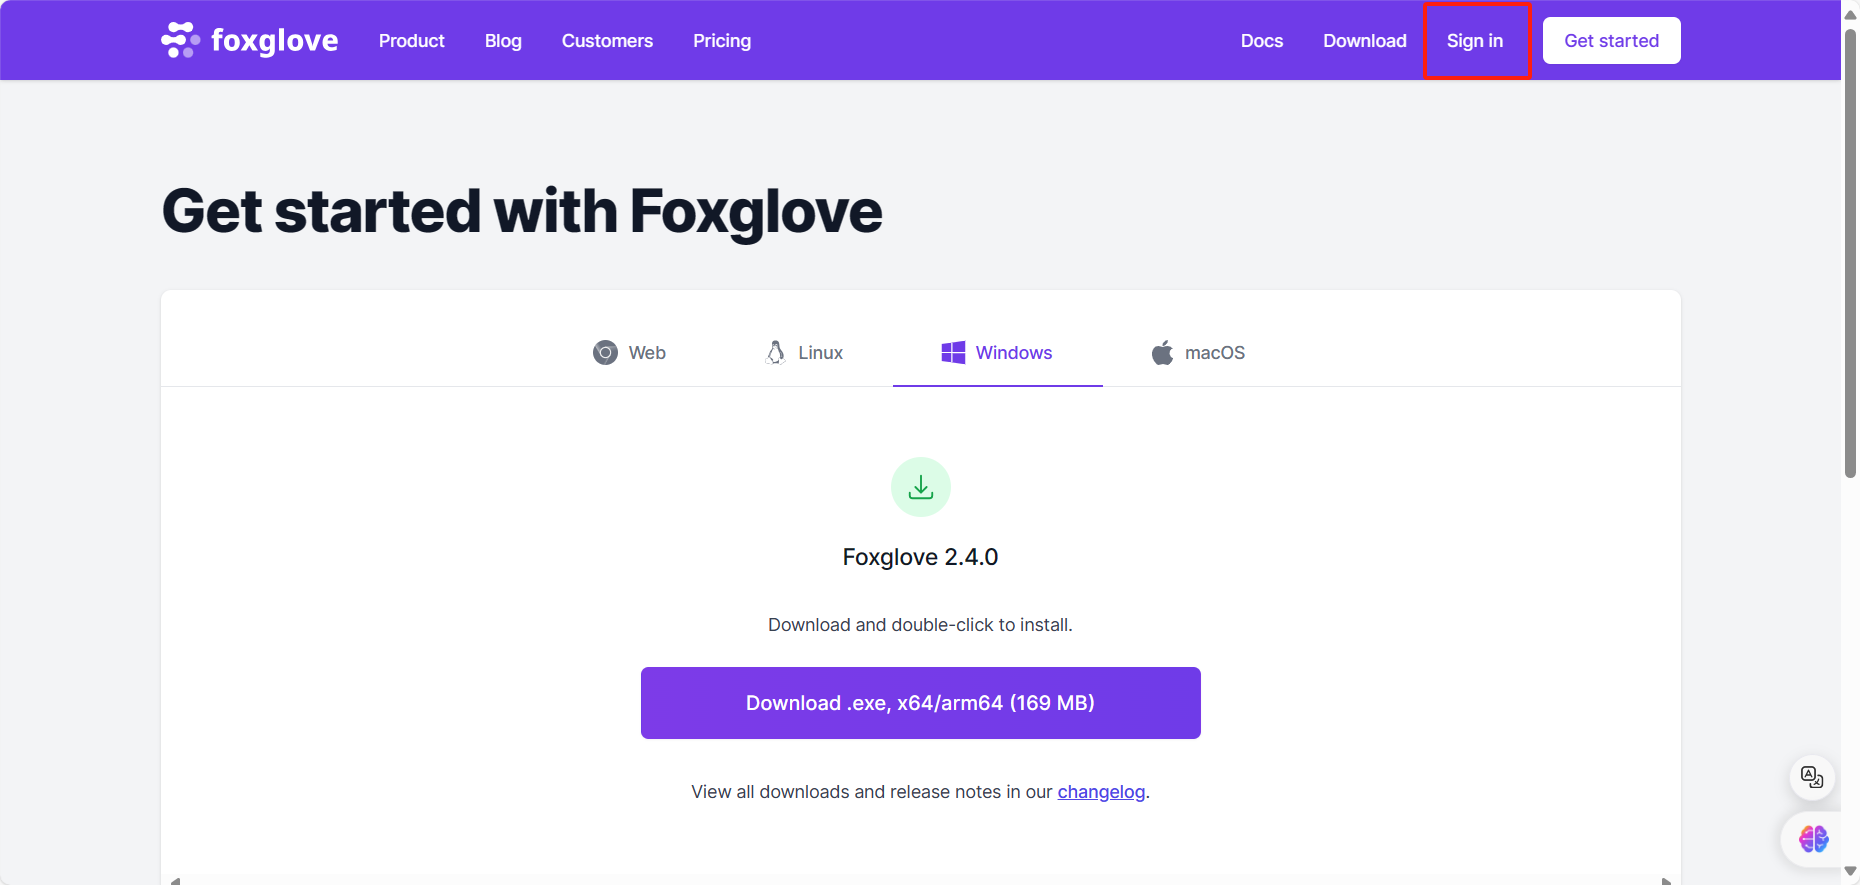 foxglove Product Blog Customers Pricing Docs Download Sign in Get started
Get started with Foxglove
Web Linux Windows macOS
Foxglove 2.4.0
Download and double-click to install.
Download .exe, x64/arm64 (169 MB)
View all downloads and release notes in our changelog.